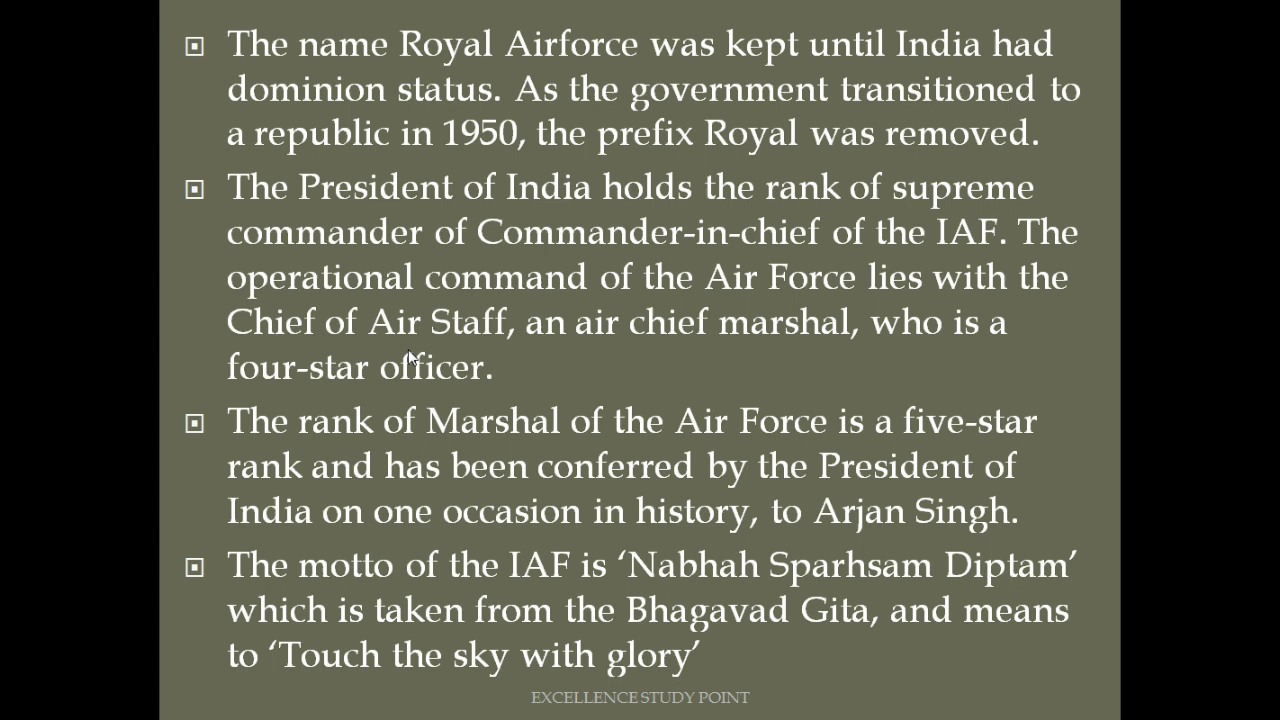 The name Royal Airforce was kept until India had
dominion status. As the government transitioned to
a republic in 1950, the prefix Royal was removed.
The President of India holds the rank of supreme
commander of Commander-in-chief of the IAF. The
operational command of the Air Force lies with the
Chief of Air Staff, an air chief marshal, who is a
four-star officer.
The rank of Marshal of the Air Force is a five-star
rank and has been conferred by the President of
India on one occasion in history, to Arjan Singh.
The motto of the IAF is ‘Nabhah Sparhsam Diptam’
which is taken from the Bhagavad Gita, and means
to ‘Touch the sky with glory’
EXCELLENCE STUDY POINT